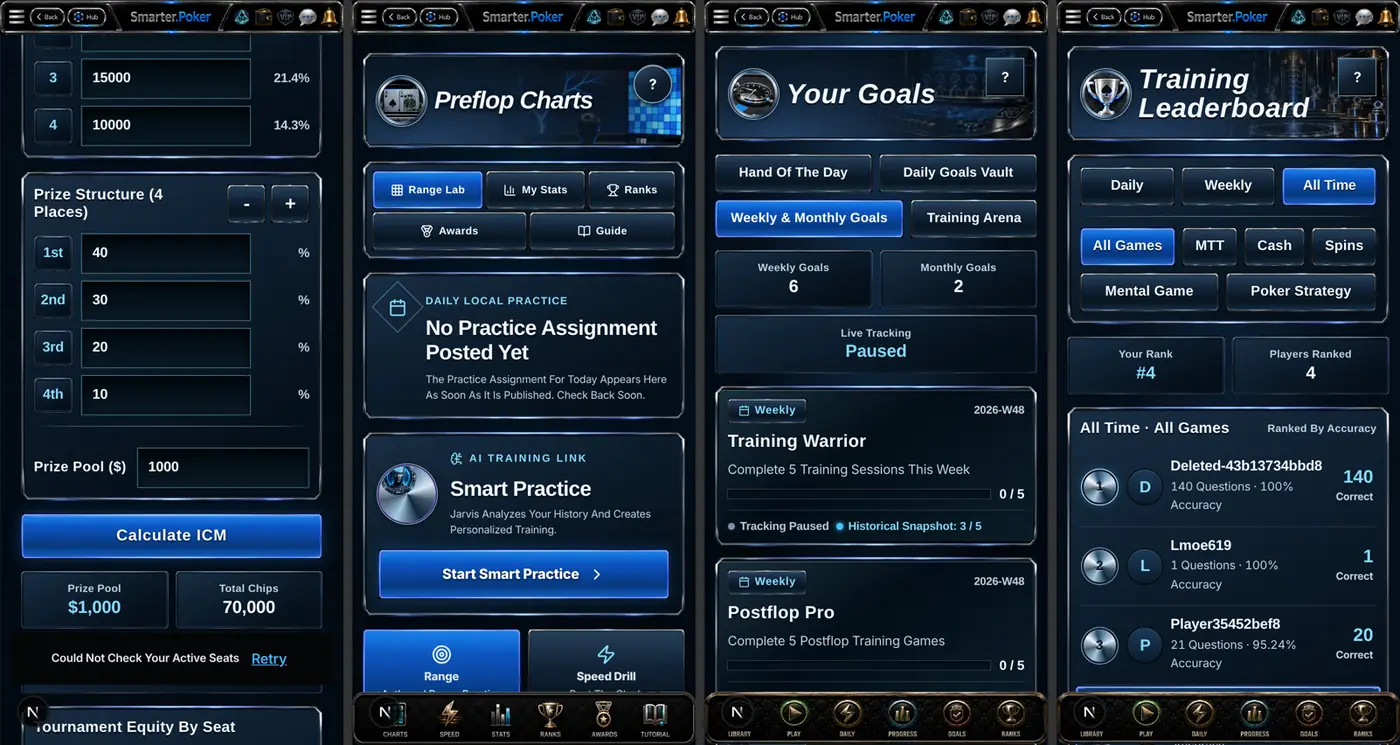 Back
Hub
Smarter.Poker
VIP
3
15000
21.4%
4
10000
14.3%
Prize Structure (4
Places)
-
+
1st
40
%
2nd
30
%
3rd
20
%
4th
10
%
Prize Pool ($)
1000
Calculate ICM
Prize Pool
$1,000
Total Chips
70,000
Could Not Check Your Active Seats
Retry
N
Tournament Equity By Seat
Back
Hub
Smarter.Poker
VIP
Preflop Charts
?
Range Lab
My Stats
Ranks
Awards
Guide
DAILY LOCAL PRACTICE
No Practice Assignment
Posted Yet
The Practice Assignment For Today Appears Here
As Soon As It Is Published. Check Back Soon.
AI TRAINING LINK
Smart Practice
Jarvis Analyzes Your History And Creates
Personalized Training.
Start Smart Practice
Range
Speed Drill
N
CHARTS
SPEED
STATS
RANKS
AWARDS
TUTORIAL
Back
Hub
Smarter.Poker
VIP
Your Goals
?
Hand Of The Day
Daily Goals Vault
Weekly & Monthly Goals
Training Arena
Weekly Goals
6
Monthly Goals
2
Live Tracking
Paused
Weekly
2026-W48
Training Warrior
Complete 5 Training Sessions This Week
0 / 5
Tracking Paused
Historical Snapshot: 3 / 5
Weekly
2026-W48
Postflop Pro
Complete 5 Postflop Training Games
0 / 5
N
LIBRARY
PLAY
DAILY
PROGRESS
GOALS
RANKS
Back
Hub
Smarter.Poker
VIP
Training
Leaderboard
?
Daily
Weekly
All Time
All Games
MTT
Cash
Spins
Mental Game
Poker Strategy
Your Rank
#4
Players Ranked
4
All Time · All Games
Ranked By Accuracy
1
D
Deleted-43b13734bbd8
140 Questions · 100%
Accuracy
140
Correct
2
L
Lmoe619
1 Questions · 100%
Accuracy
1
Correct
3
P
Player35452bef8
21 Questions · 95.24%
Accuracy
20
Correct
N
LIBRARY
PLAY
DAILY
PROGRESS
GOALS
RANKS